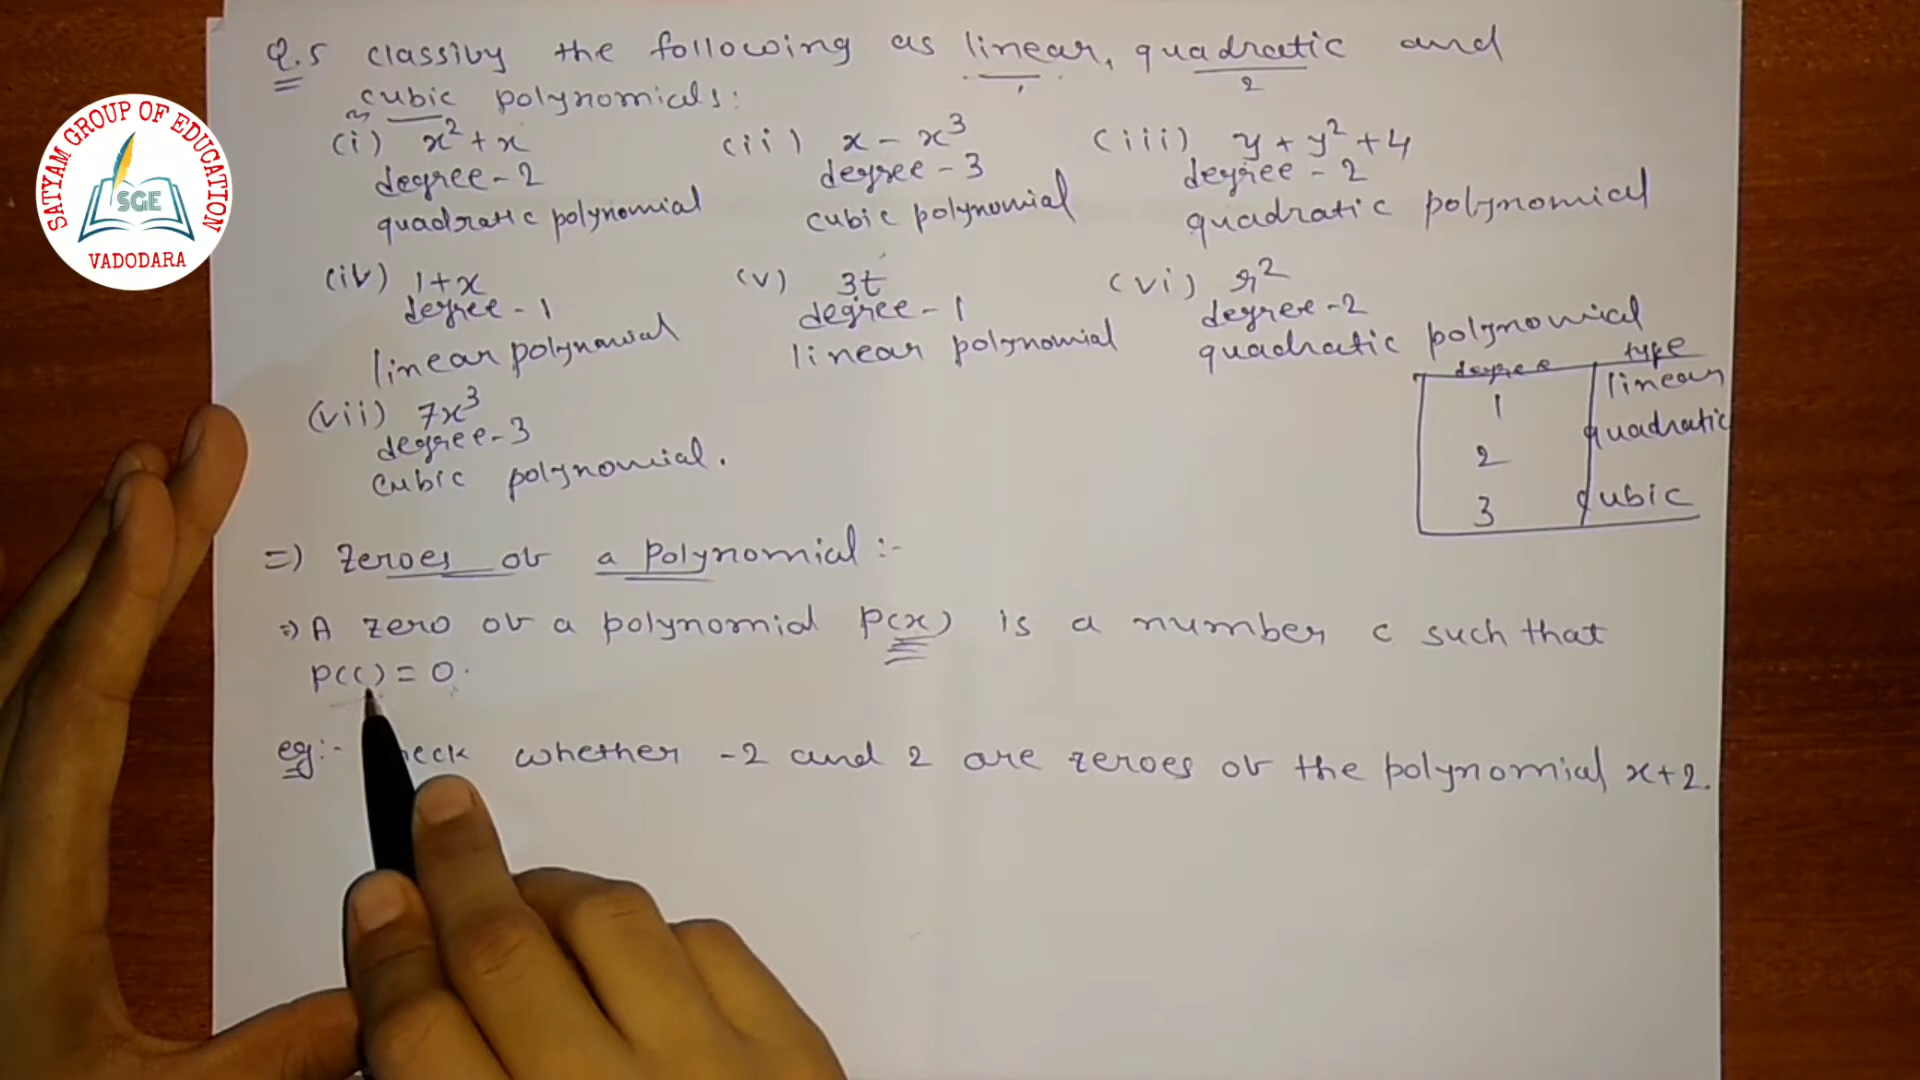 SATYAM GROUP OF EDUCATION
SGE
VADODARA
Q.5 classify the following as linear, quadratic and
1 2
3 cubic polynomials:
(i) x²+x (ii) x-x³ (iii) y+y²+4
degree-2 degree-3 degree-2
quadratic polynomial cubic polynomial quadratic polynomial
(iv) 1+x (v) 3t (vi) r²
degree-1 degree-1 degree-2
linear polynomial linear polynomial quadratic polynomial
(vii) 7x³
degree-3
cubic polynomial.
degree type
1 linear
2 quadratic
3 cubic
=) Zeroes of a polynomial:-
=) A zero of a polynomial p(x) is a number c such that
p(c)=0.
eg:- whether -2 and 2 are zeroes of the polynomial x+2.